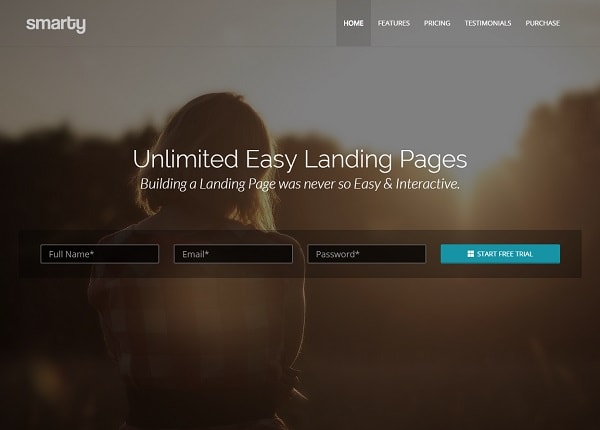 smarty
HOME FEATURES PRICING TESTIMONIALS PURCHASE
Unlimited Easy Landing Pages
Building a Landing Page was never so Easy & Interactive.
Full Name* Email* Password* START FREE TRIAL